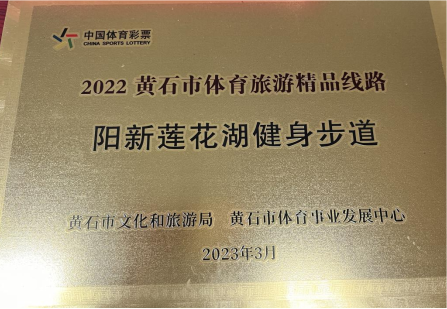 中国体育彩票
CHINA SPORTS LOTTERY
2022 黄石市体育旅游精品线路
阳新莲花湖健身步道
黄石市文化和旅游局 黄石市体育事业发展中心
2023年3月